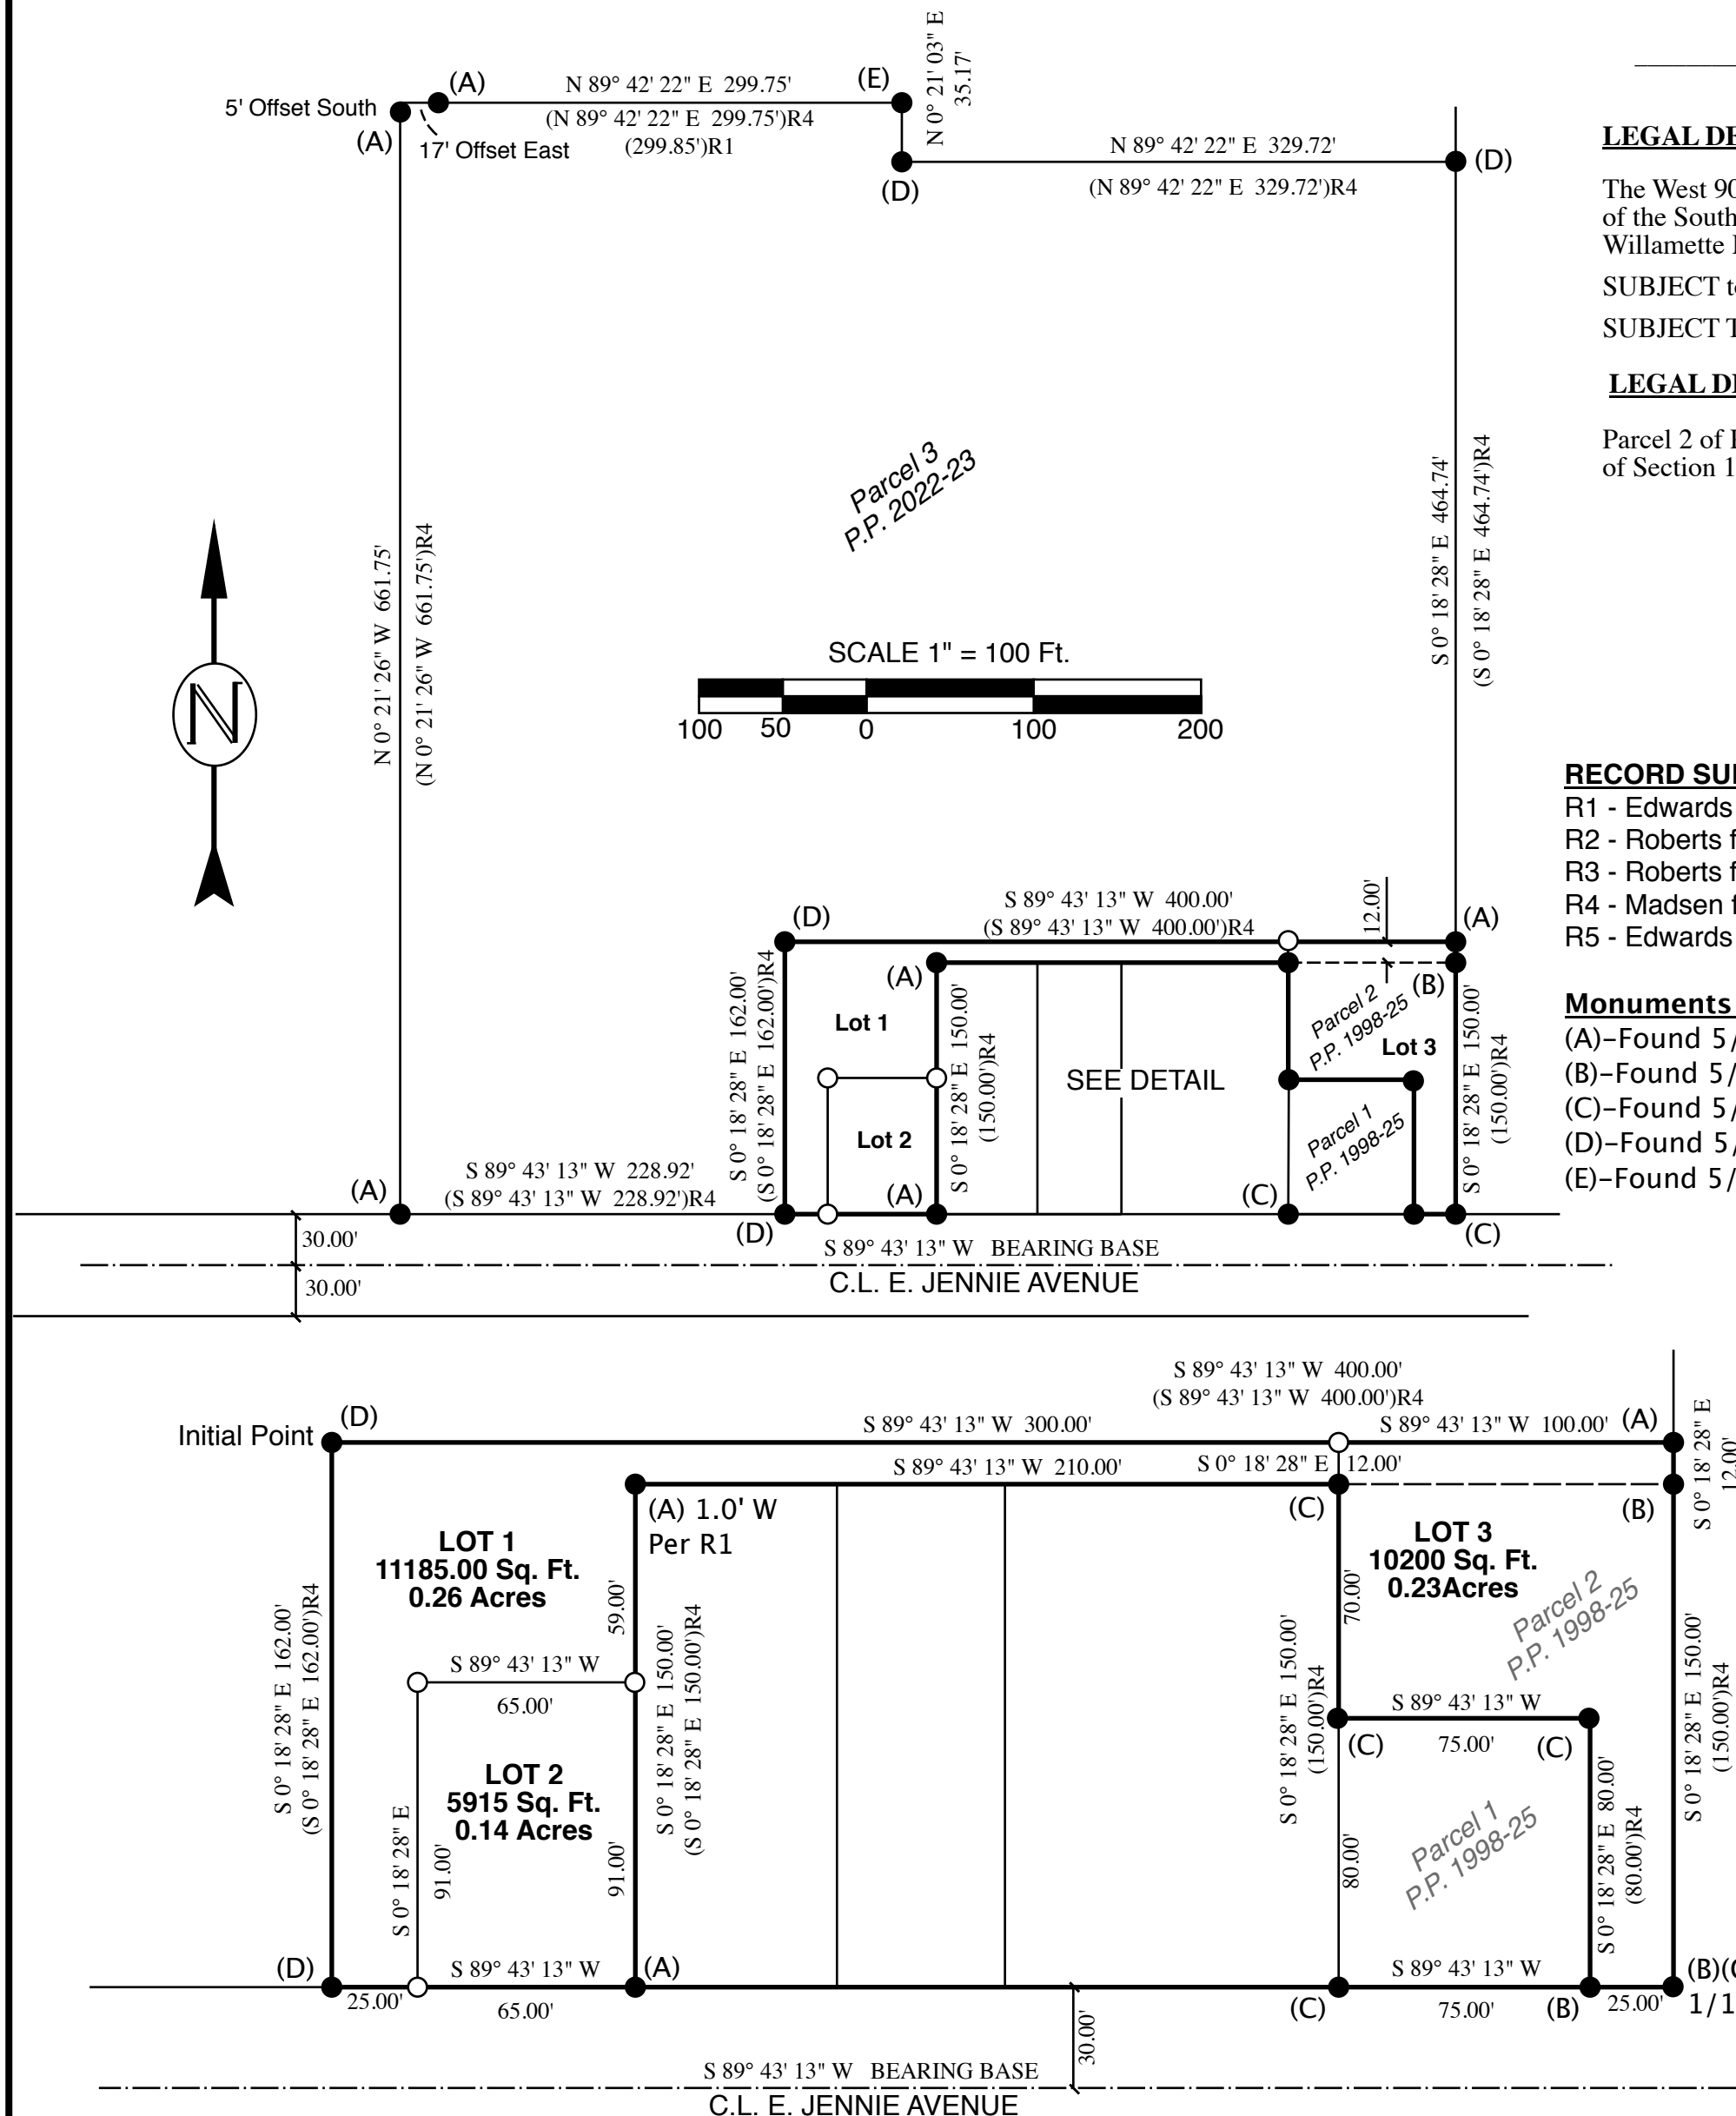 N 0° 21' 03" E
35.17'
(A)
N 89° 42' 22" E 299.75'
(E)
5' Offset South
(N 89° 42' 22" E 299.75')R4
(A)
17' Offset East
(299.85')R1
N 89° 42' 22" E 329.72'
(D)
(D)
(N 89° 42' 22" E 329.72')R4
LEGAL
The West
of the
Willamette
SUBJECT
SUBJECT
LEGAL
Parcel 2 of
of Section
Parcel 3
P.P. 2022-23
N 0° 21' 26" W 661.75'
(N 0° 21' 26" W 661.75')R4
S 0° 18' 28" E 464.74'
(S 0° 18' 28" E 464.74')R4
N
SCALE 1" = 100 Ft.
100 50 0 100 200
RECORD
R1 - Edwards
R2 - Roberts
R3 - Roberts
R4 - Madsen
R5 - Edwards
Monuments
(A)–Found
(B)–Found
(C)–Found
(D)–Found
(E)–Found
S 89° 43' 13" W 400.00'
(S 89° 43' 13" W 400.00')R4
12.00'
(D)
(A)
(A)
(B)
Lot 1
Parcel 2
P.P. 1998-25
Lot 3
S 0° 18' 28" E 162.00'
(S 0° 18' 28" E 162.00')R4
S 0° 18' 28" E 150.00'
(150.00')R4
SEE DETAIL
S 0° 18' 28" E 150.00'
(150.00')R4
Lot 2
Parcel 1
P.P. 1998-25
S 89° 43' 13" W 228.92'
(S 89° 43' 13" W 228.92')R4
(A)
(A)
(C)
(D)
(C)
30.00'
S 89° 43' 13" W BEARING BASE
30.00'
C.L. E. JENNIE AVENUE
S 89° 43' 13" W 400.00'
(S 89° 43' 13" W 400.00')R4
Initial Point
(D)
S 89° 43' 13" W 300.00'
S 89° 43' 13" W 100.00'
(A)
S 0° 18' 28" E
12.00'
S 89° 43' 13" W 210.00'
S 0° 18' 28" E 12.00'
(A) 1.0' W
Per R1
(C)
(B)
LOT 1
11185.00 Sq. Ft.
0.26 Acres
LOT 3
10200 Sq. Ft.
0.23Acres
59.00'
70.00'
Parcel 2
P.P. 1998-25
S 0° 18' 28" E 162.00'
(S 0° 18' 28" E 162.00')R4
S 89° 43' 13" W
65.00'
S 0° 18' 28" E 150.00'
(S 0° 18' 28" E 150.00')R4
S 0° 18' 28" E 150.00'
(150.00')R4
S 89° 43' 13" W
75.00'
(C)
(C)
S 0° 18' 28" E 150.00'
(150.00')R4
LOT 2
5915 Sq. Ft.
0.14 Acres
S 0° 18' 28" E
91.00'
91.00'
80.00'
Parcel 1
P.P. 1998-25
S 0° 18' 28" E 80.00'
(80.00')R4
(D)
S 89° 43' 13" W
(A)
S 89° 43' 13" W
(B)
25.00'
65.00'
(C)
75.00'
(B)
25.00'
30.00'
S 89° 43' 13" W BEARING BASE
C.L. E. JENNIE AVENUE